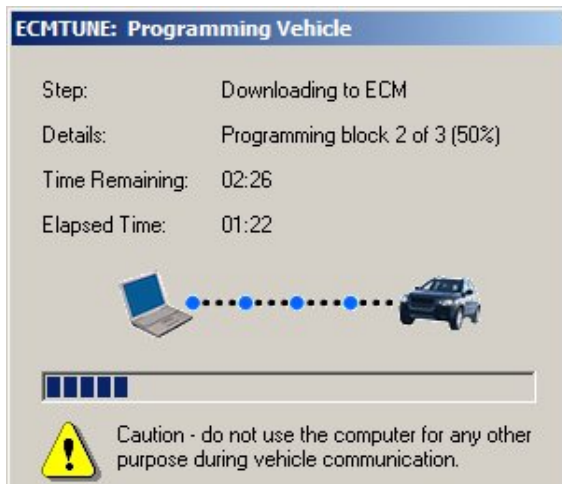 ECMTUNE: Programming Vehicle
Step: Downloading to ECM
Details: Programming block 2 of 3 (50%)
Time Remaining: 02:26
Elapsed Time: 01:22
Caution - do not use the computer for any other
purpose during vehicle communication.